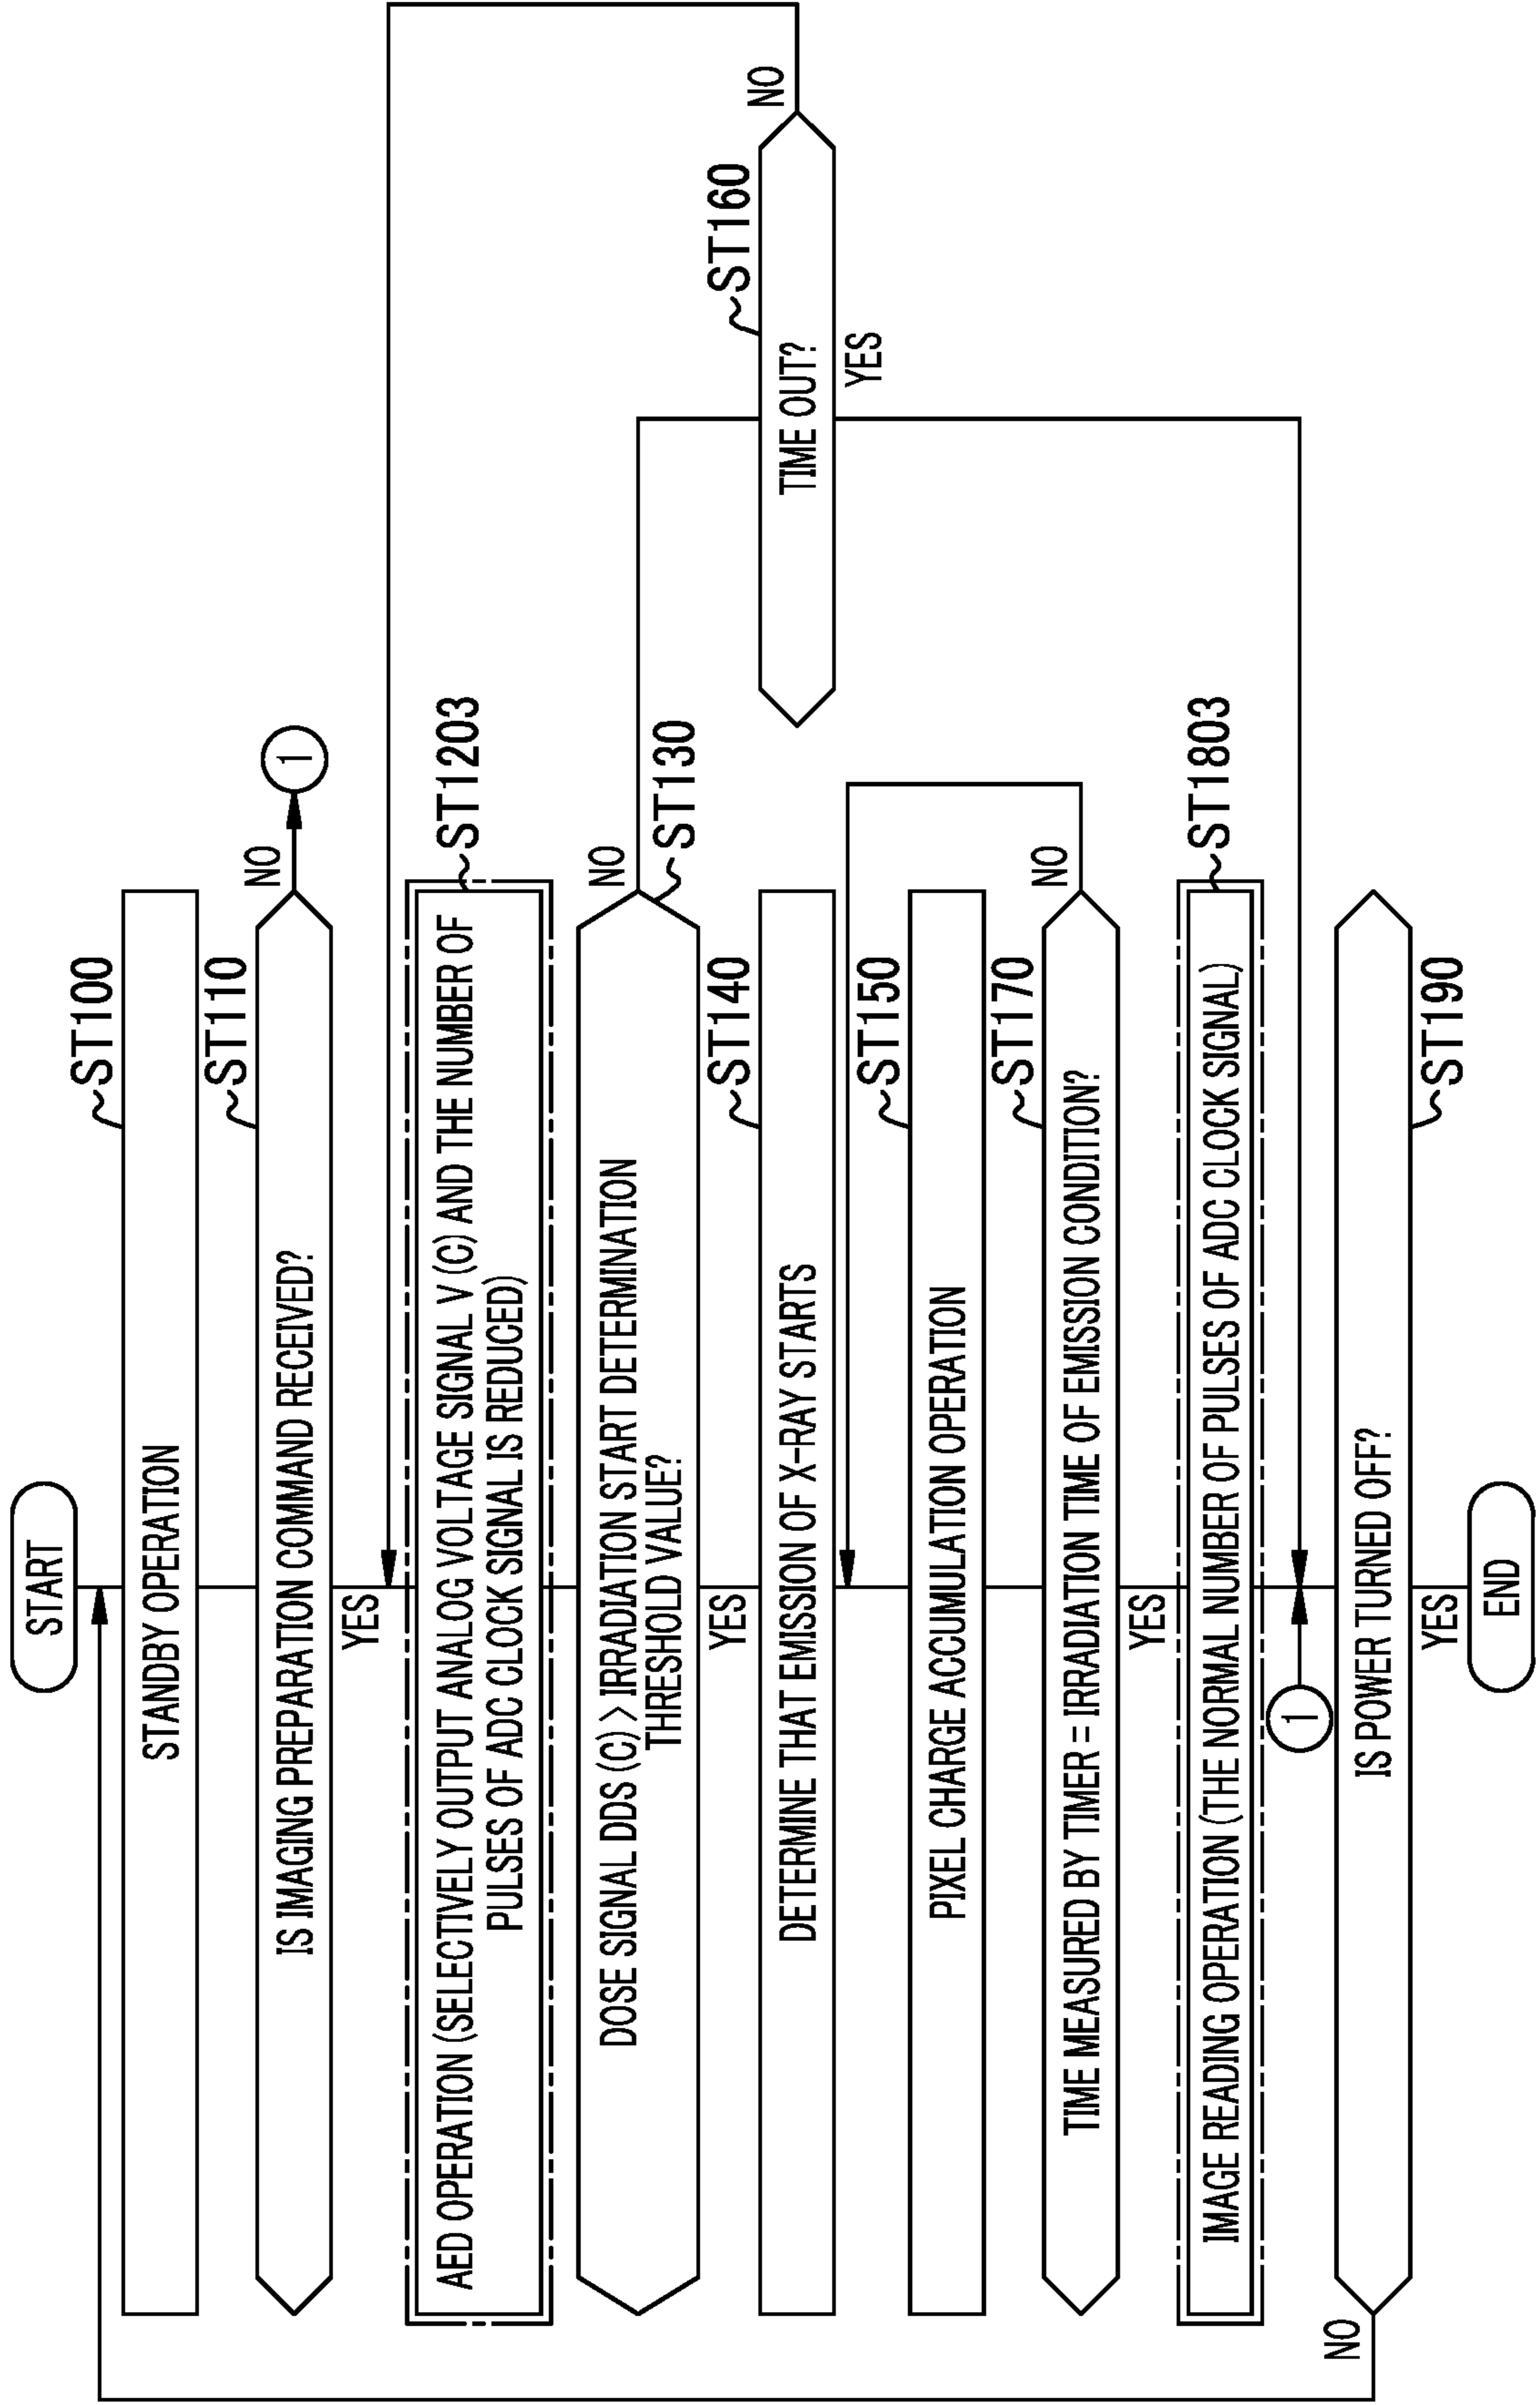 START
STANDBY OPERATION
ST100
IS IMAGING PREPARATION COMMAND RECEIVED?
ST110
NO
1
YES
AED OPERATION (SELECTIVELY OUTPUT ANALOG VOLTAGE SIGNAL V (C) AND THE NUMBER OF
PULSES OF ADC CLOCK SIGNAL IS REDUCED)
ST1203
DOSE SIGNAL DDS (C) > IRRADIATION START DETERMINATION
THRESHOLD VALUE?
ST130
NO
YES
TIME OUT?
ST160
NO
YES
DETERMINE THAT EMISSION OF X-RAY STARTS
ST140
PIXEL CHARGE ACCUMULATION OPERATION
ST150
TIME MEASURED BY TIMER = IRRADIATION TIME OF EMISSION CONDITION?
ST170
NO
YES
IMAGE READING OPERATION (THE NORMAL NUMBER OF PULSES OF ADC CLOCK SIGNAL)
ST1803
1
IS POWER TURNED OFF?
ST190
NO
YES
END